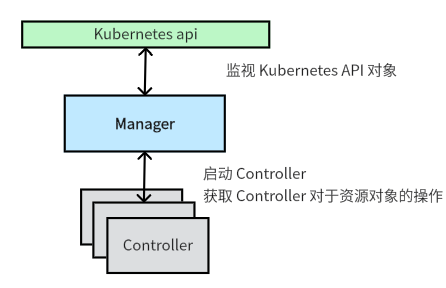 Kubernetes api
监视 Kubernetes API 对象
Manager
启动 Controller
获取 Controller 对于资源对象的操作
Controller